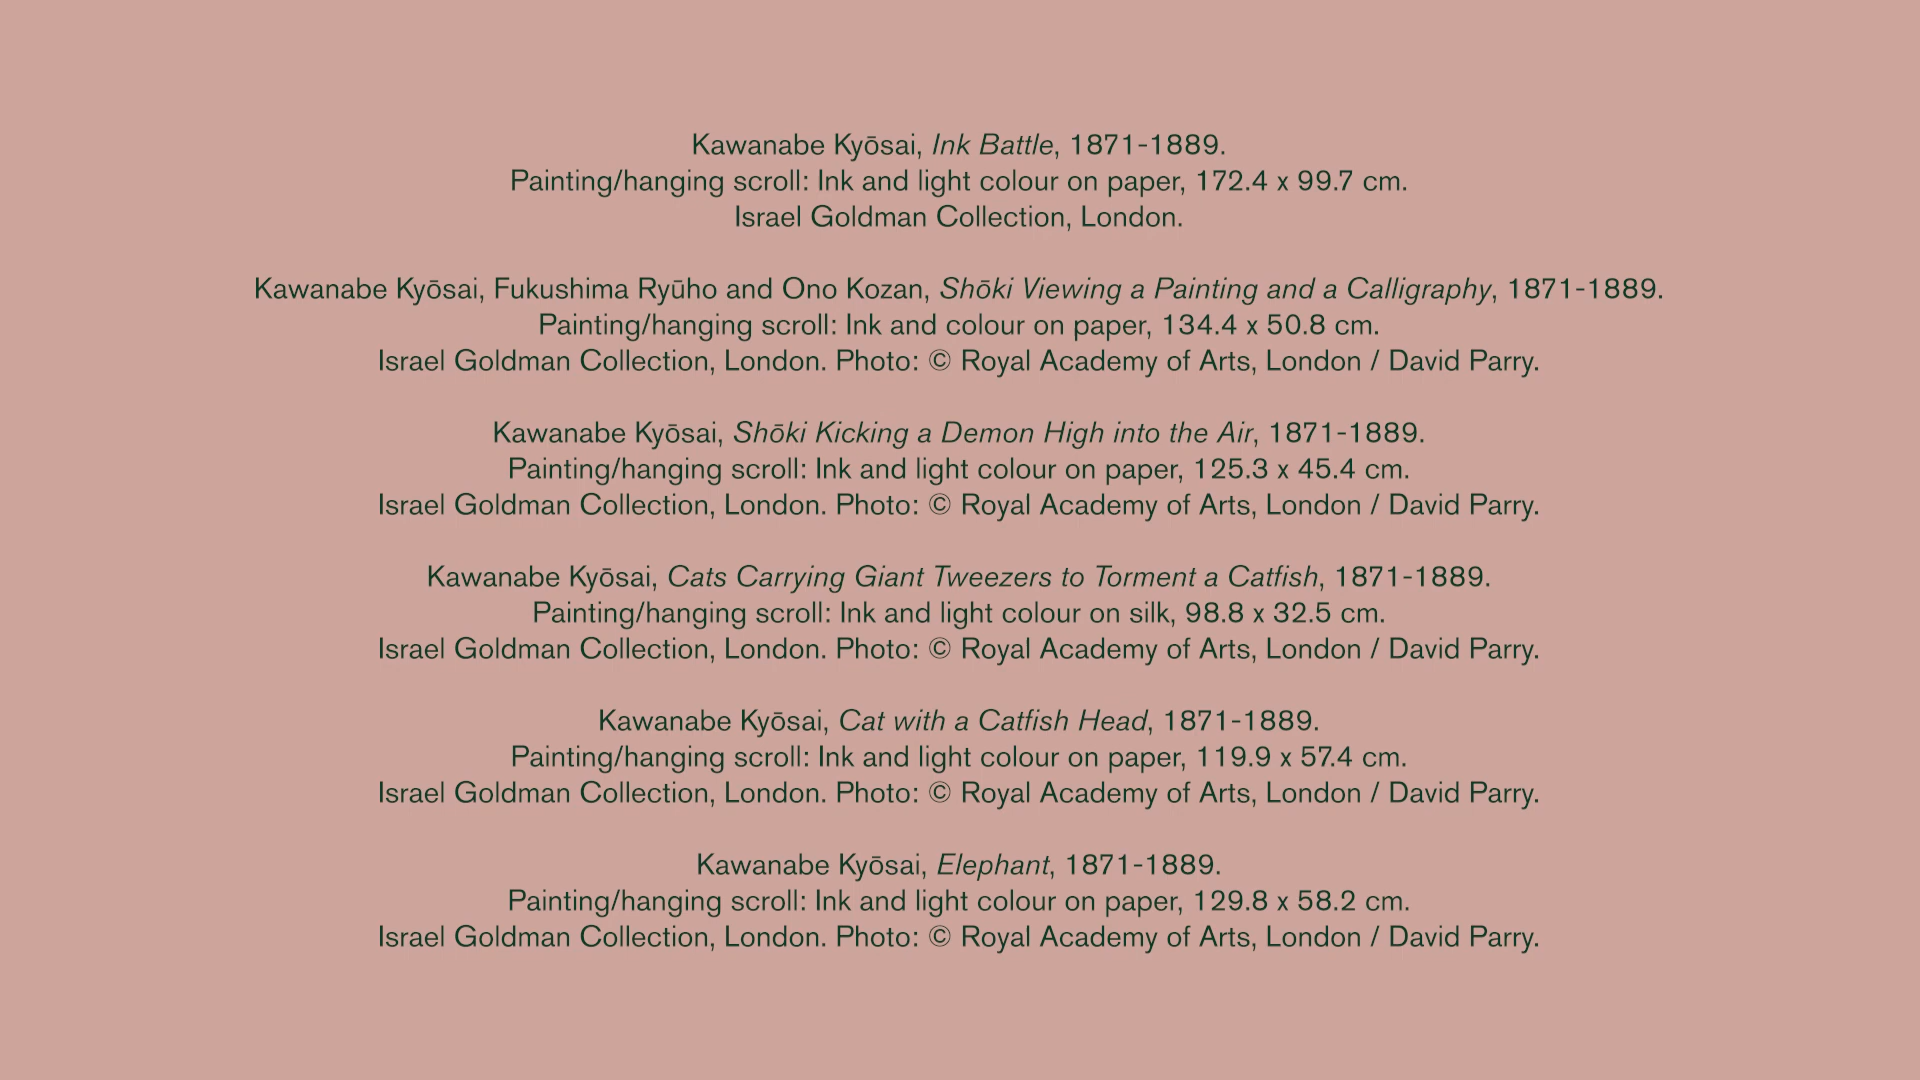 Kawanabe Kyōsai, Ink Battle, 1871-1889.
Painting/hanging scroll: Ink and light colour on paper, 172.4 x 99.7 cm.
Israel Goldman Collection, London.
Kawanabe Kyōsai, Fukushima Ryūho and Ono Kozan, Shōki Viewing a Painting and a Calligraphy, 1871-1889.
Painting/hanging scroll: Ink and colour on paper, 134.4 x 50.8 cm.
Israel Goldman Collection, London. Photo: © Royal Academy of Arts, London / David Parry.
Kawanabe Kyōsai, Shōki Kicking a Demon High into the Air, 1871-1889.
Painting/hanging scroll: Ink and light colour on paper, 125.3 x 45.4 cm.
Israel Goldman Collection, London. Photo: © Royal Academy of Arts, London / David Parry.
Kawanabe Kyōsai, Cats Carrying Giant Tweezers to Torment a Catfish, 1871-1889.
Painting/hanging scroll: Ink and light colour on silk, 98.8 x 32.5 cm.
Israel Goldman Collection, London. Photo: © Royal Academy of Arts, London / David Parry.
Kawanabe Kyōsai, Cat with a Catfish Head, 1871-1889.
Painting/hanging scroll: Ink and light colour on paper, 119.9 x 57.4 cm.
Israel Goldman Collection, London. Photo: © Royal Academy of Arts, London / David Parry.
Kawanabe Kyōsai, Elephant, 1871-1889.
Painting/hanging scroll: Ink and light colour on paper, 129.8 x 58.2 cm.
Israel Goldman Collection, London. Photo: © Royal Academy of Arts, London / David Parry.